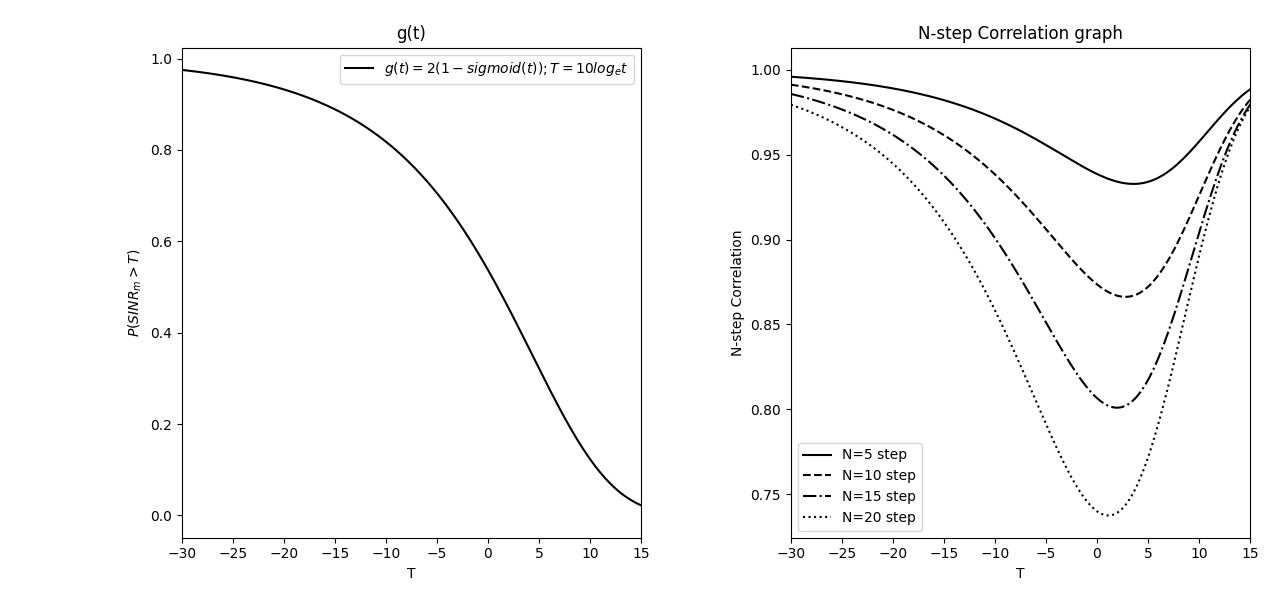 g(t)
g(t) = 2(1 − sigmoid(t)); T = 10log_e t
1.0
0.8
0.6
0.4
0.2
0.0
P(SINR_m > T)
−30 −25 −20 −15 −10 −5 0 5 10 15
T
N-step Correlation graph
1.00
0.95
0.90
0.85
0.80
0.75
N-step Correlation
N=5 step
N=10 step
N=15 step
N=20 step
−30 −25 −20 −15 −10 −5 0 5 10 15
T